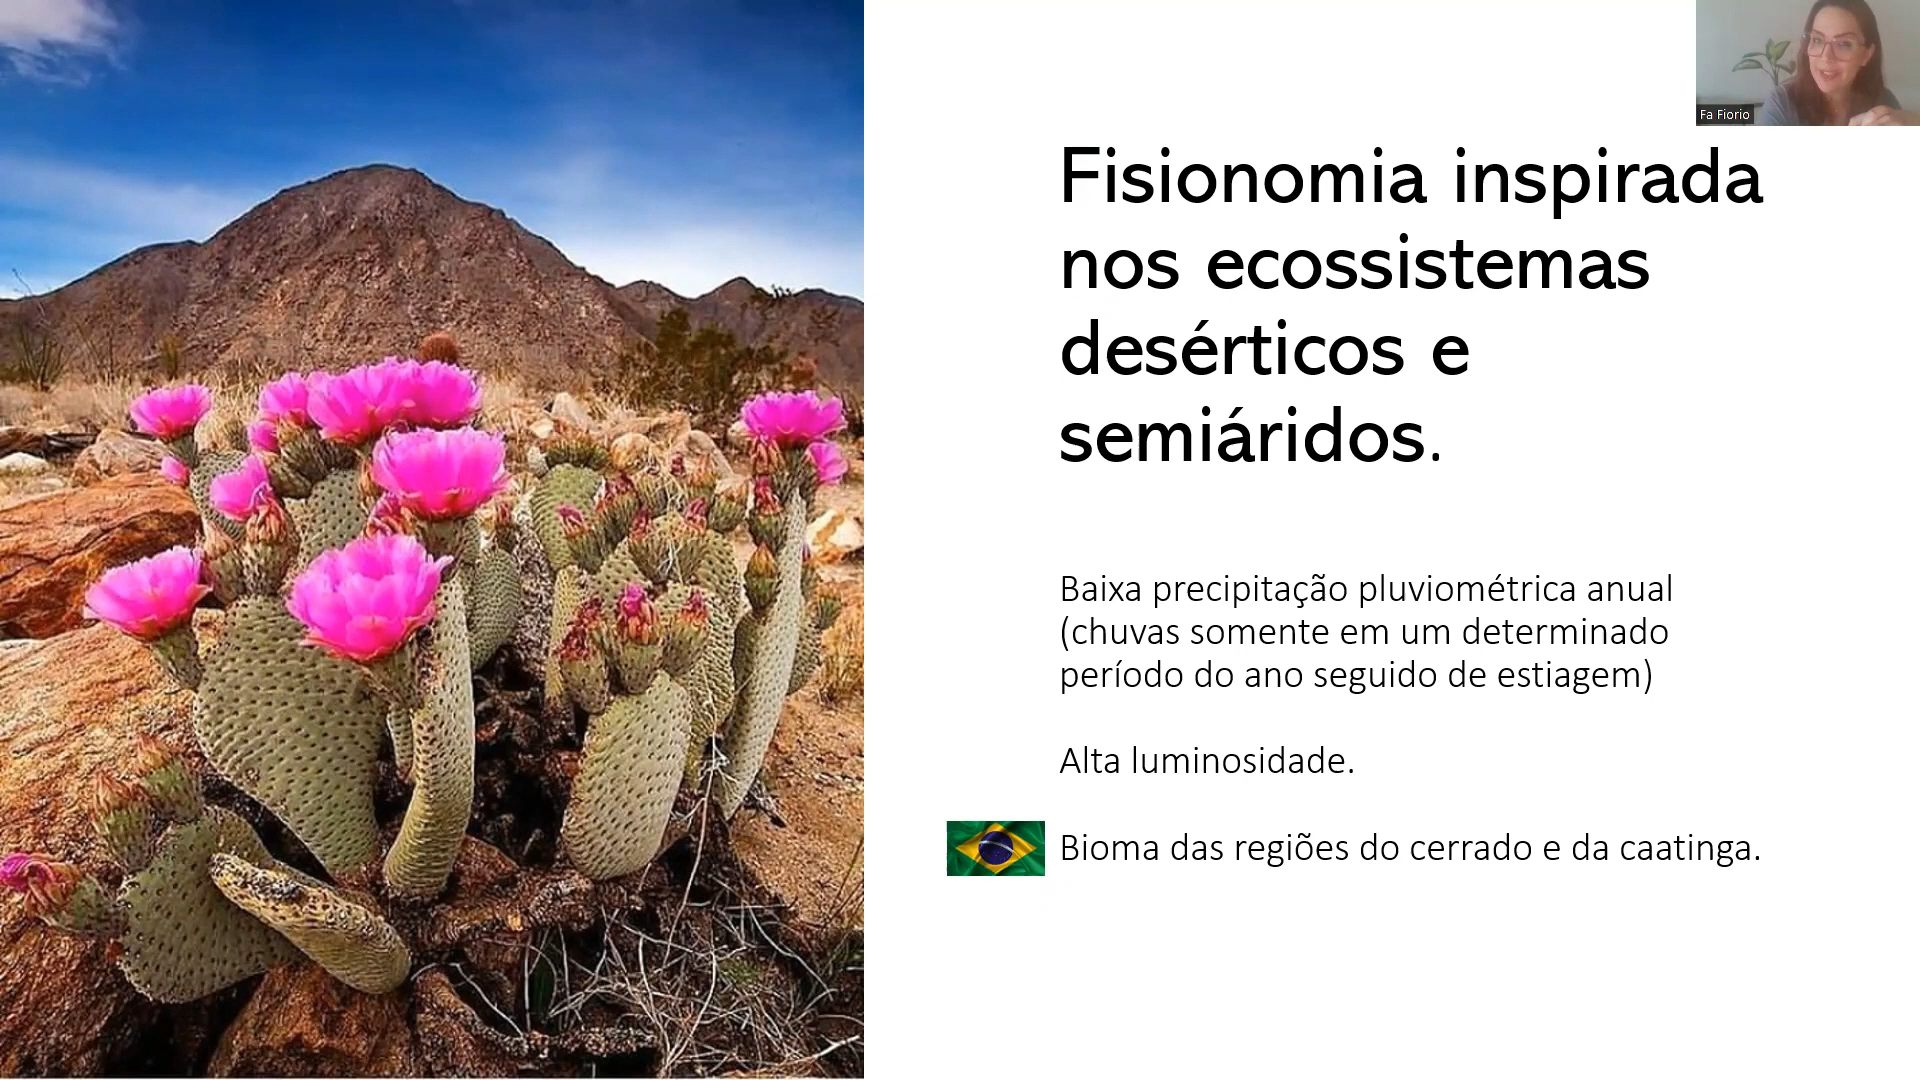 Fa Fiorio
Fisionomia inspirada
nos ecossistemas
desérticos e
semiáridos.
Baixa precipitação pluviométrica anual
(chuvas somente em um determinado
período do ano seguido de estiagem)
Alta luminosidade.
Bioma das regiões do cerrado e da caatinga.